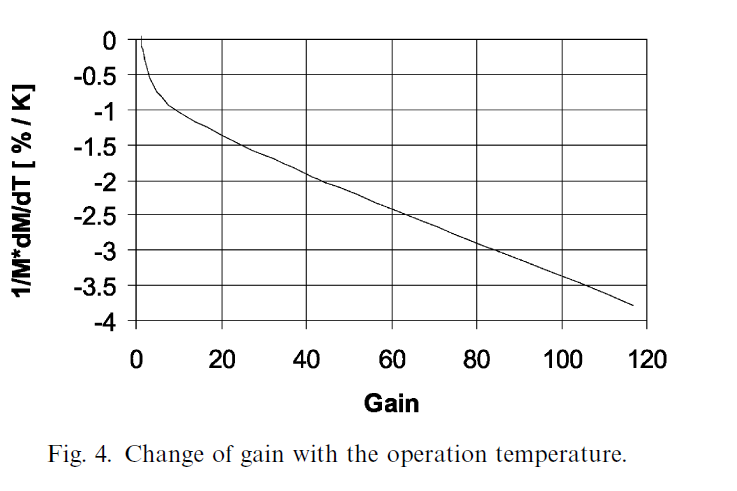 0
-0.5
-1
-1.5
-2
-2.5
-3
-3.5
-4
1/M*dM/dT [ % / K]
0 20 40 60 80 100 120
Gain
Fig. 4. Change of gain with the operation temperature.